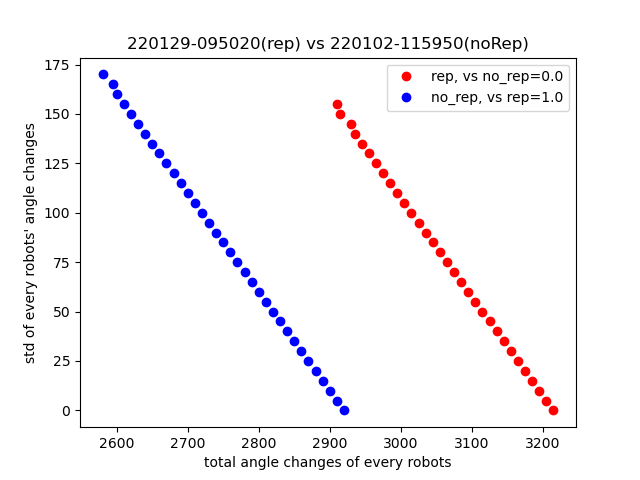 220129-095020(rep) vs 220102-115950(noRep)
rep, vs no_rep=0.0
no_rep, vs rep=1.0
std of every robots' angle changes
175
150
125
100
75
50
25
0
2600 2700 2800 2900 3000 3100 3200
total angle changes of every robots